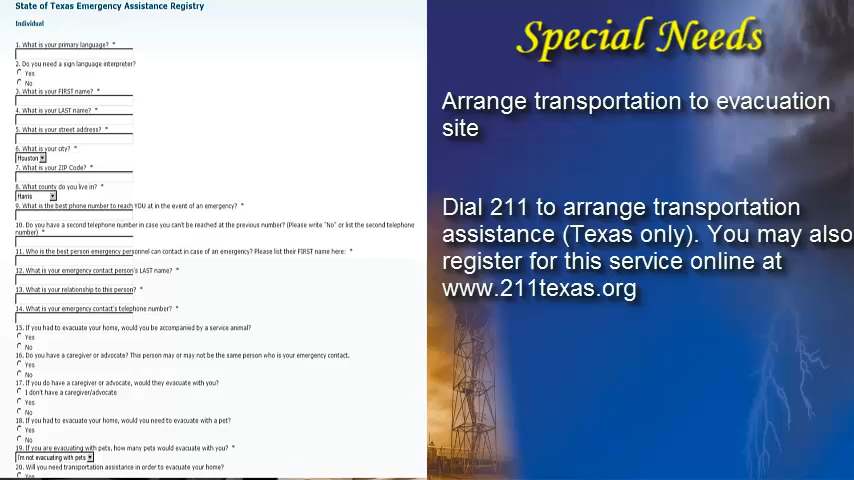 State of Texas Emergency Assistance Registry
Individual
1. What is your primary language? *
2. Do you need a sign language interpreter?
Yes
No
3. What is your FIRST name? *
4. What is your LAST name? *
5. What is your street address? *
6. What is your city? *
Houston
7. What is your ZIP Code? *
8. What county do you live in? *
Harris
9. What is the best phone number to reach YOU at in the event of an emergency? *
10. Do you have a second telephone number in case you can't be reached at the previous number? (Please write "No" or list the second telephone
number) *
11. Who is the best person emergency personnel can contact in case of an emergency? Please list their FIRST name here: *
12. What is your emergency contact person's LAST name? *
13. What is your relationship to this person? *
14. What is your emergency contact's telephone number? *
15. If you had to evacuate your home, would you be accompanied by a service animal?
Yes
No
16. Do you have a caregiver or advocate? This person may or may not be the same person who is your emergency contact.
Yes
No
17. If you do have a caregiver or advocate, would they evacuate with you?
I don't have a caregiver/advocate
Yes
No
18. If you had to evacuate your home, would you need to evacuate with a pet?
Yes
No
19. If you are evacuating with pets, how many pets would evacuate with you? *
I'm not evacuating with pets
20. Will you need transportation assistance in order to evacuate your home?
Yes
Special Needs
Arrange transportation to evacuation
site
Dial 211 to arrange transportation
assistance (Texas only). You may also
register for this service online at
www.211texas.org